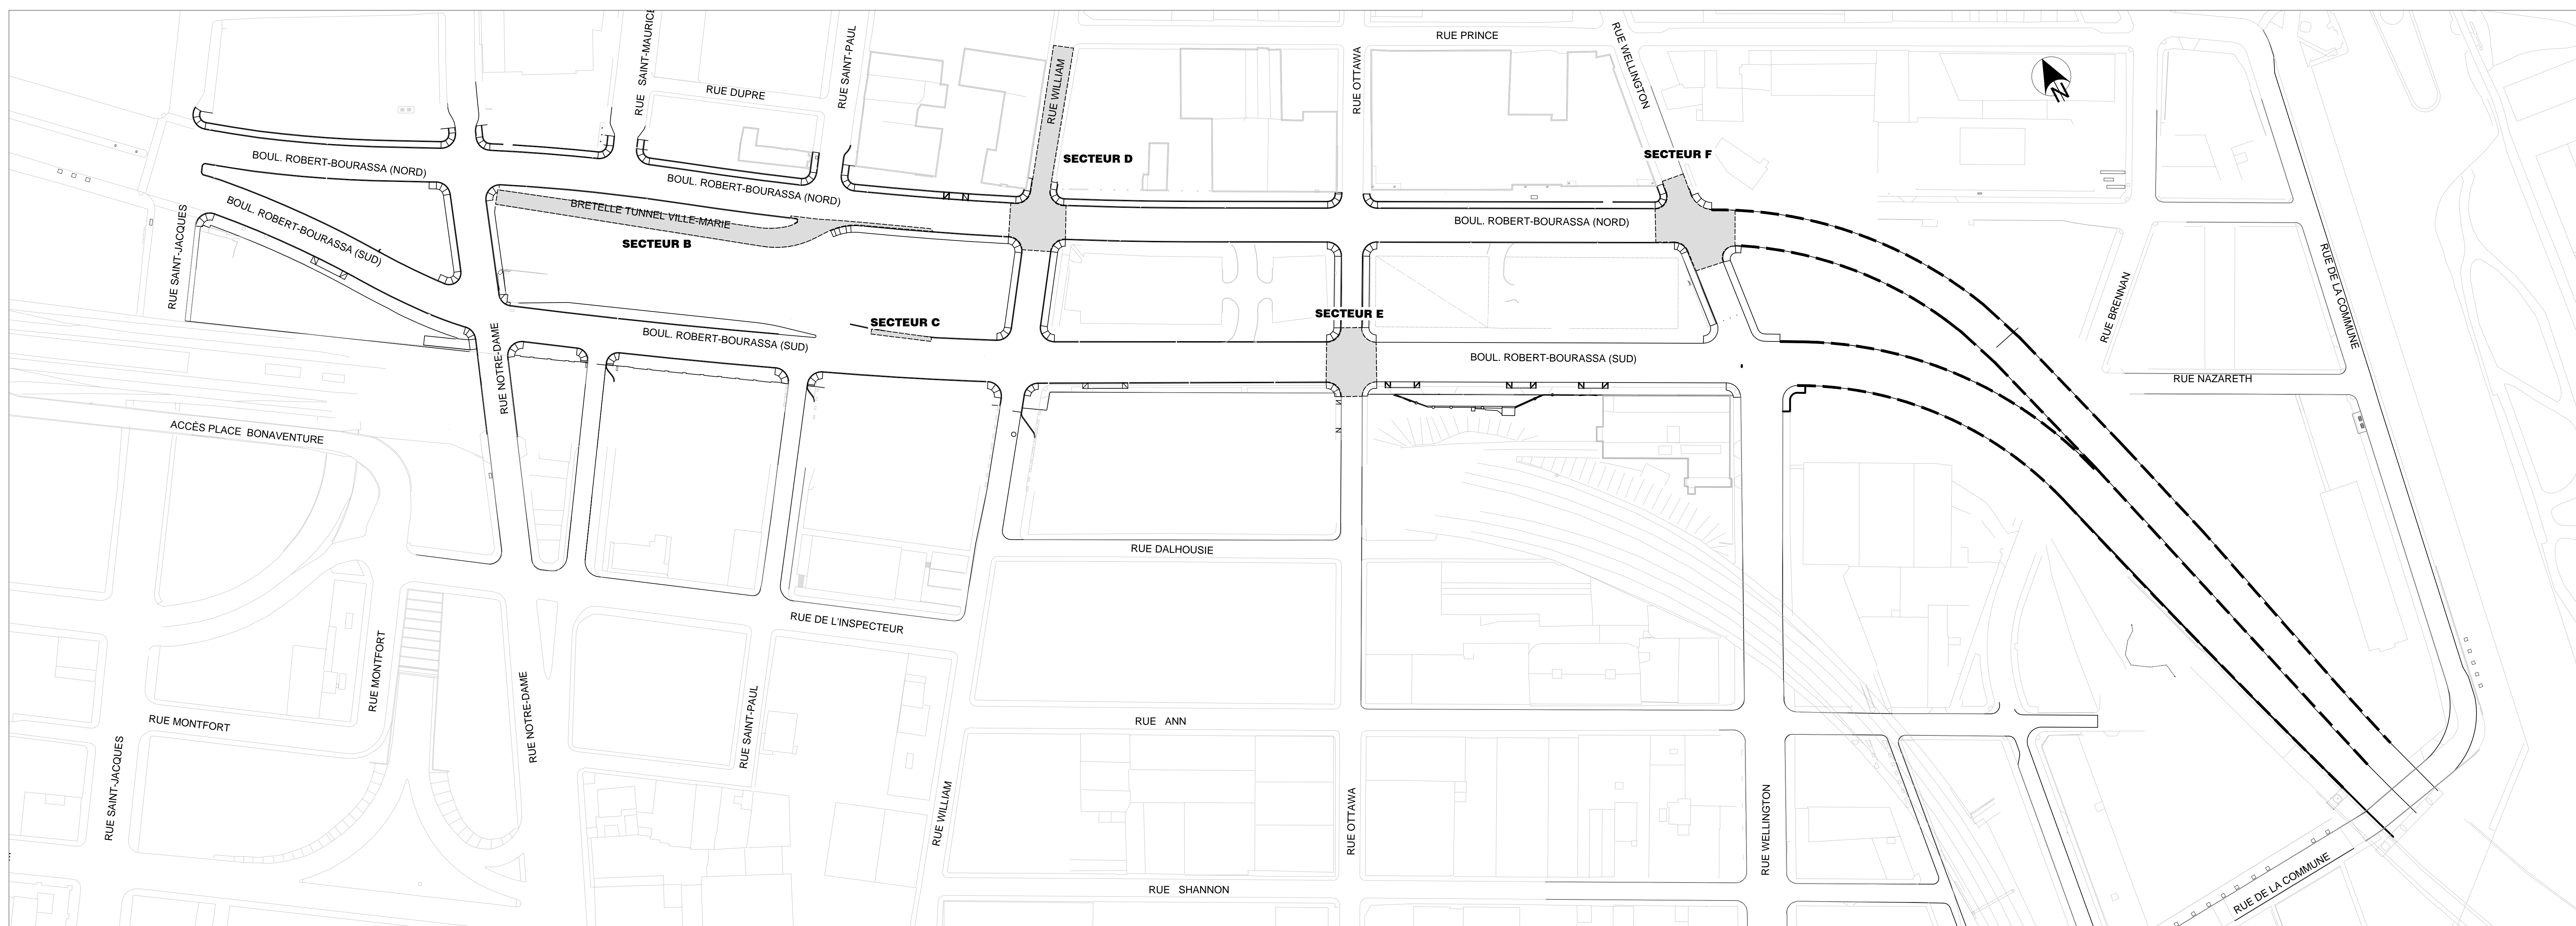 RUE PRINCE
RUE SAINT-MAURICE
RUE SAINT-PAUL
RUE WELLINGTON
RUE OTTAWA
RUE WILLIAM
RUE DUPRE
N
BOUL. ROBERT-BOURASSA (NORD)
SECTEUR D
SECTEUR F
BOUL. ROBERT-BOURASSA (NORD)
BRETELLE TUNNEL VILLE-MARIE
BOUL. ROBERT-BOURASSA (NORD)
BOUL. ROBERT-BOURASSA (SUD)
RUE SAINT-JACQUES
SECTEUR B
RUE DE LA COMMUNE
RUE BRENNAN
SECTEUR E
SECTEUR C
BOUL. ROBERT-BOURASSA (SUD)
BOUL. ROBERT-BOURASSA (SUD)
RUE NOTRE-DAME
RUE NAZARETH
ACCÈS PLACE BONAVENTURE
RUE DALHOUSIE
RUE DE L'INSPECTEUR
RUE MONTFORT
RUE NOTRE-DAME
RUE SAINT-PAUL
RUE MONTFORT
RUE ANN
RUE SAINT-JACQUES
RUE WILLIAM
RUE OTTAWA
RUE WELLINGTON
RUE SHANNON
RUE DE LA COMMUNE